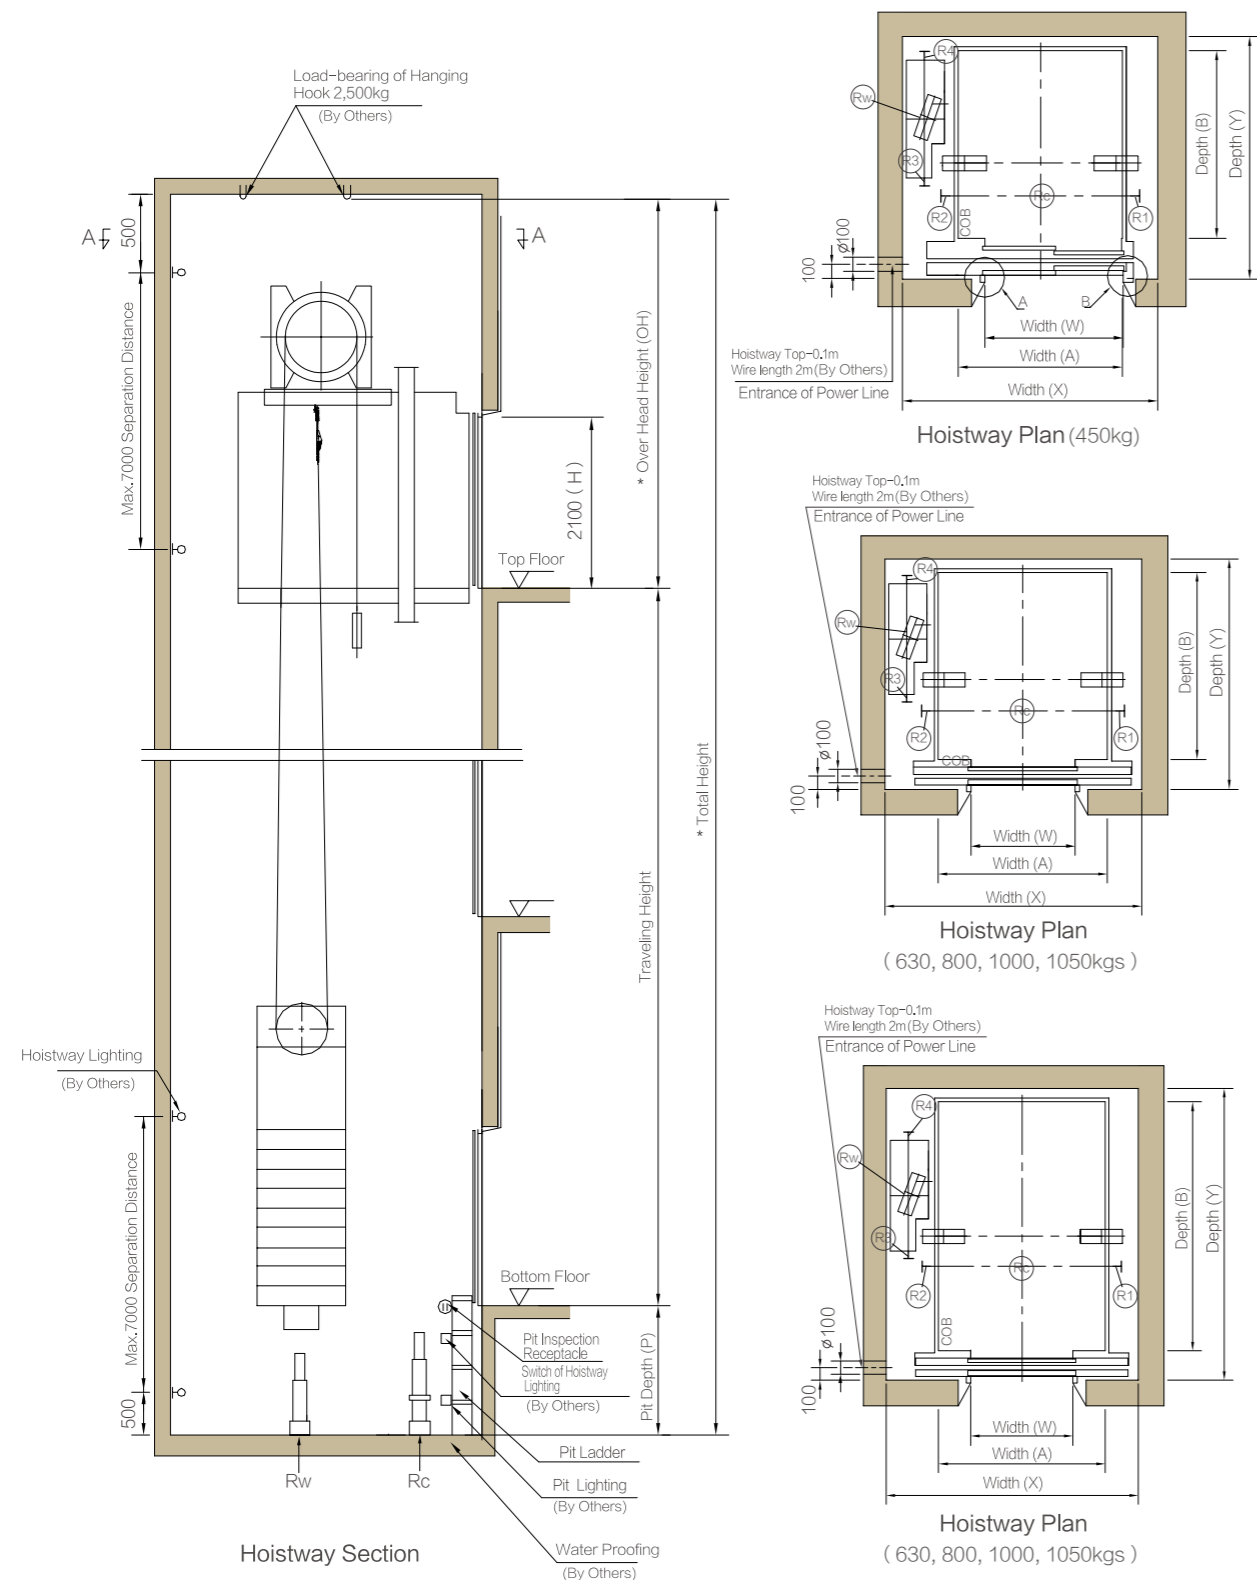 Load-bearing of Hanging
Hook 2,500kg
(By Others)
A
A
500
Max.7000 Separation Distance
* Over Head Height (OH)
2100 ( H )
Top Floor
* Total Height
Traveling Height
Hoistway Lighting
(By Others)
Max.7000 Separation Distance
500
Bottom Floor
Pit Inspection
Receptacle
Switch of Hoistway
Lighting
(By Others)
Pit Depth (P)
Pit Ladder
Pit Lighting
(By Others)
Water Proofing
(By Others)
Rw
Rc
Hoistway Section
R4
Rw
R3
R2
COB
Rc
R1
Depth (B)
Depth (Y)
ø100
100
A
B
Width (W)
Width (A)
Width (X)
Hoistway Top-0.1m
Wire length 2m(By Others)
Entrance of Power Line
Hoistway Plan (450kg)
Hoistway Top-0.1m
Wire length 2m(By Others)
Entrance of Power Line
R4
Rw
R3
R2
Rc
R1
COB
Depth (B)
Depth (Y)
ø100
100
Width (W)
Width (A)
Width (X)
Hoistway Plan
( 630, 800, 1000, 1050kgs )
Hoistway Top-0.1m
Wire length 2m(By Others)
Entrance of Power Line
R4
Rw
R3
R2
Rc
R1
COB
Depth (B)
Depth (Y)
ø100
100
Width (W)
Width (A)
Width (X)
Hoistway Plan
( 630, 800, 1000, 1050kgs )